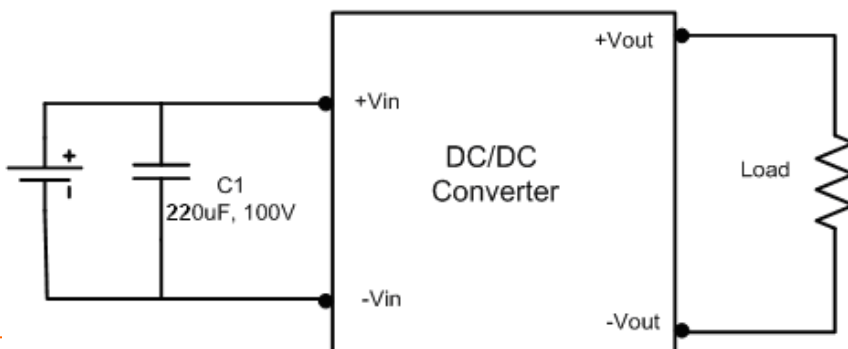 +Vout
+Vin
DC/DC
Converter
Load
C1
220uF, 100V
-Vin
-Vout
+
-